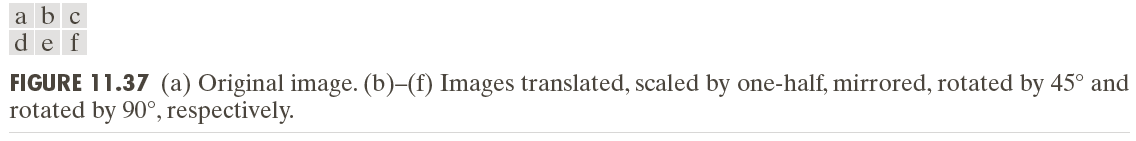 a b c
d e f
FIGURE 11.37 (a) Original image. (b)–(f) Images translated, scaled by one-half, mirrored, rotated by 45° and
rotated by 90°, respectively.